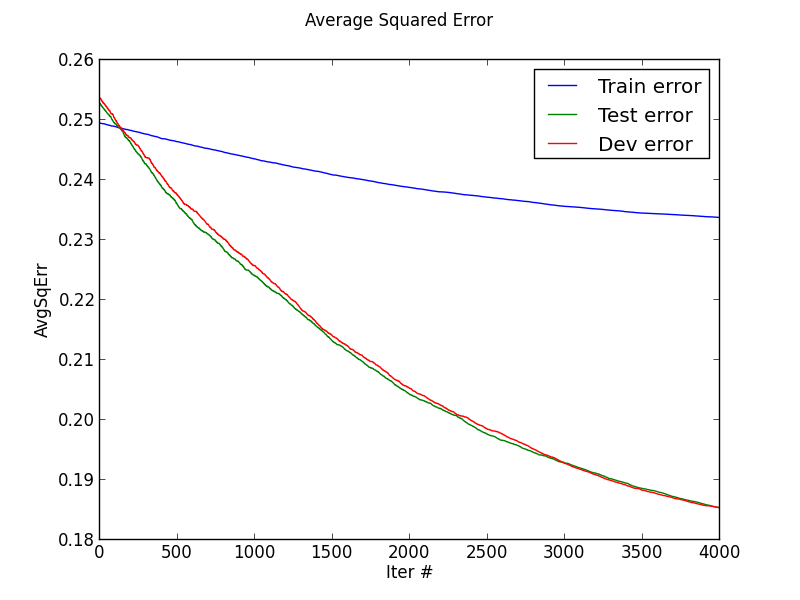 Average Squared Error
0.26
0.25
0.24
0.23
0.22
0.21
0.20
0.19
0.18
AvgSqErr
Train error
Test error
Dev error
0 500 1000 1500 2000 2500 3000 3500 4000
Iter #